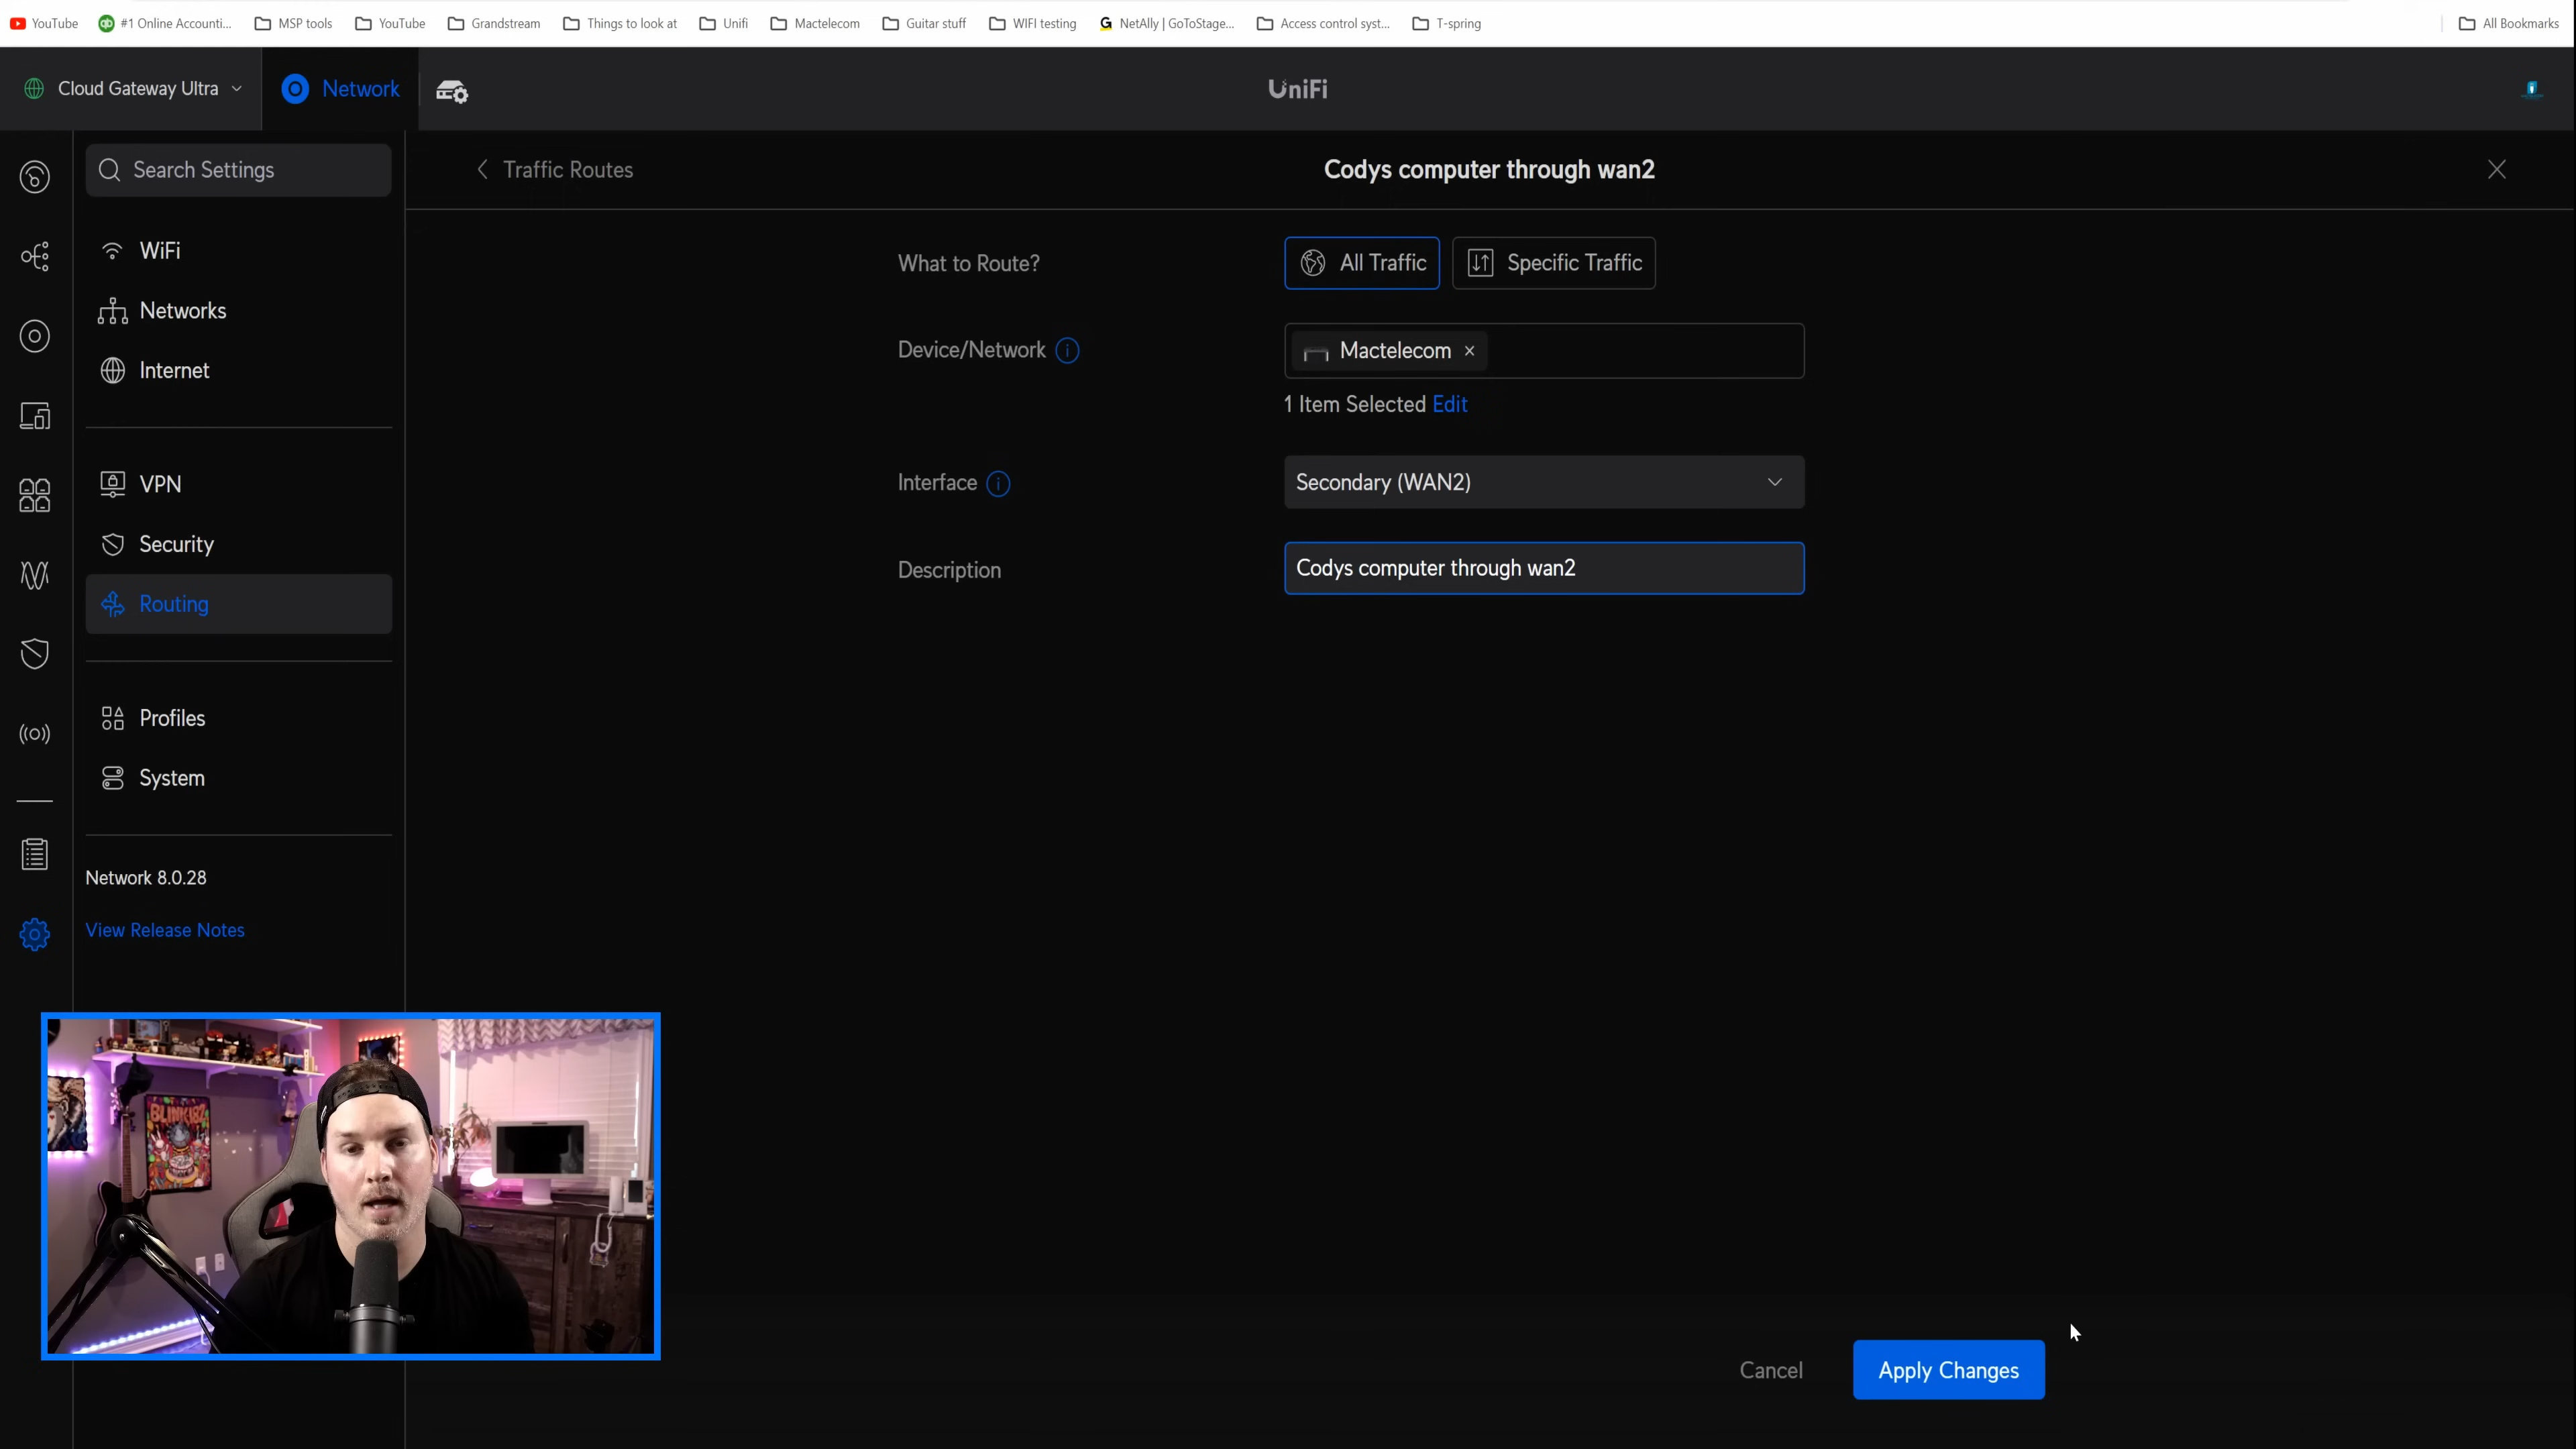 YouTube
#1 Online Accounti...
MSP tools
YouTube
Grandstream
Things to look at
Unifi
Mactelecom
Guitar stuff
WIFI testing
NetAlly | GoToStage...
Access control syst...
T-spring
All Bookmarks
Cloud Gateway Ultra
Network
UniFi
Search Settings
Traffic Routes
Codys computer through wan2
WiFi
What to Route?
All Traffic
Specific Traffic
Networks
Device/Network
Mactelecom
Internet
1 Item Selected Edit
VPN
Interface
Secondary (WAN2)
Security
Description
Codys computer through wan2
Routing
Profiles
System
Network 8.0.28
View Release Notes
BLINK182
Cancel
Apply Changes